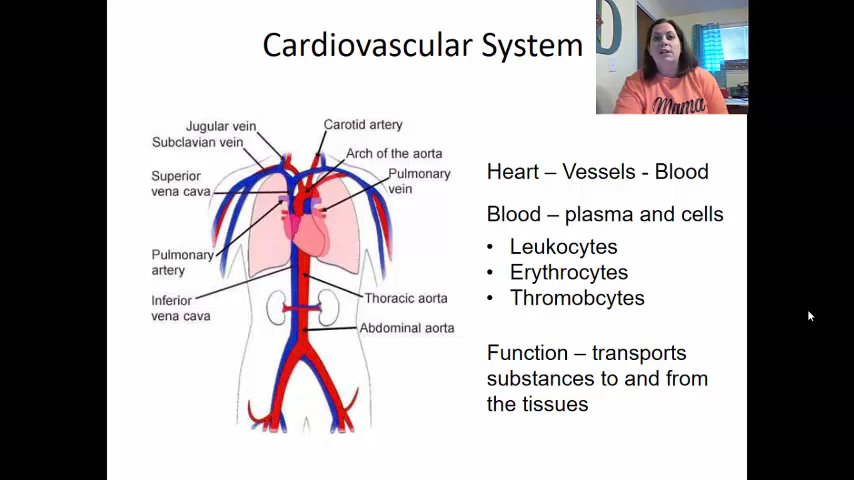 Cardiovascular System
Mama
Jugular vein
Subclavian vein
Superior
vena cava
Pulmonary
artery
Inferior
vena cava
Carotid artery
Arch of the aorta
Pulmonary
vein
Thoracic aorta
Abdominal aorta
Heart – Vessels - Blood
Blood – plasma and cells
• Leukocytes
• Erythrocytes
• Thromobcytes
Function – transports
substances to and from
the tissues